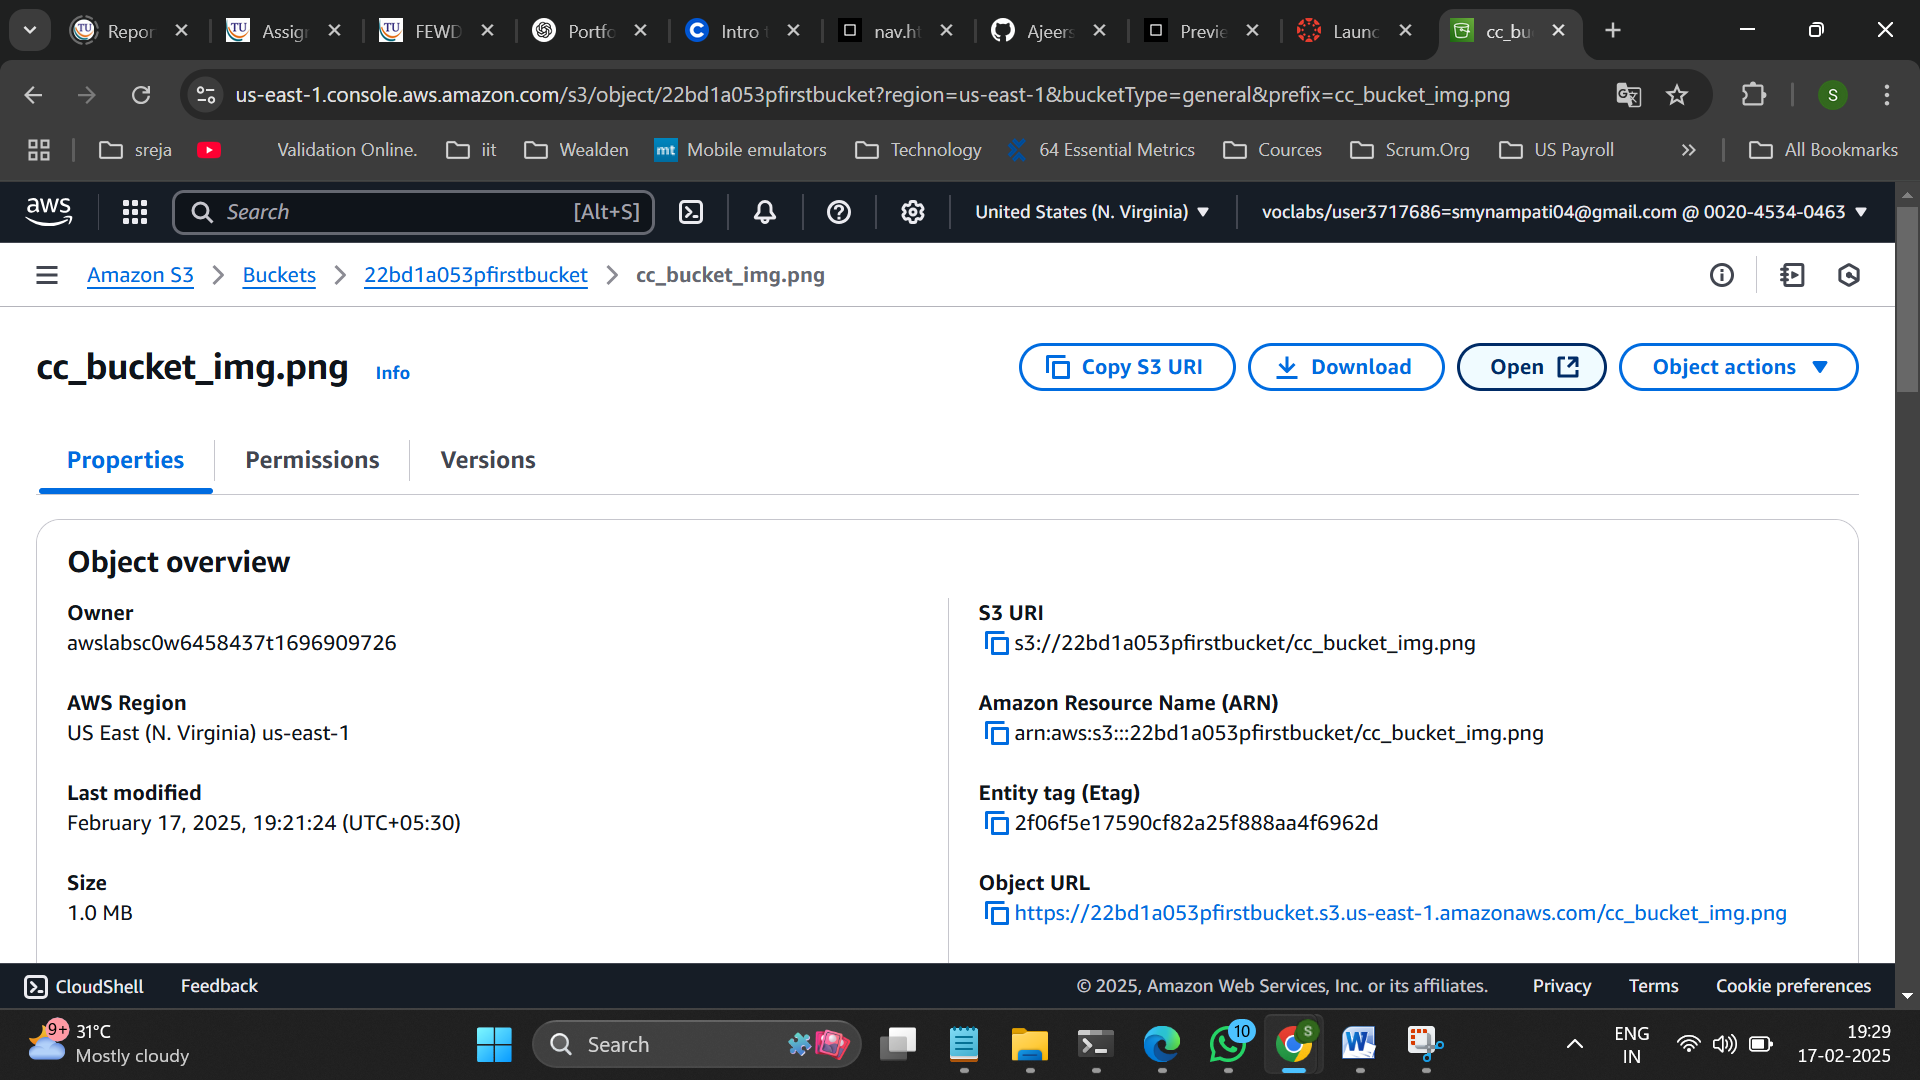 Repor
Assigr
FEWD
Portfo
Intro t
nav.ht
Ajeers
Previe
Launc
cc_bu
us-east-1.console.aws.amazon.com/s3/object/22bd1a053pfirstbucket?region=us-east-1&bucketType=general&prefix=cc_bucket_img.png
S
sreja
Validation Online.
iit
Wealden
mt Mobile emulators
Technology
64 Essential Metrics
Cources
Scrum.Org
US Payroll
All Bookmarks
aws
Search [Alt+S]
United States (N. Virginia)
voclabs/user3717686=smynampati04@gmail.com @ 0020-4534-0463
Amazon S3
Buckets
22bd1a053pfirstbucket
cc_bucket_img.png
cc_bucket_img.png Info
Copy S3 URI
Download
Open
Object actions
Properties
Permissions
Versions
Object overview
Owner
awslabsc0w6458437t1696909726
AWS Region
US East (N. Virginia) us-east-1
Last modified
February 17, 2025, 19:21:24 (UTC+05:30)
Size
1.0 MB
S3 URI
s3://22bd1a053pfirstbucket/cc_bucket_img.png
Amazon Resource Name (ARN)
arn:aws:s3:::22bd1a053pfirstbucket/cc_bucket_img.png
Entity tag (Etag)
2f06f5e17590cf82a25f888aa4f6962d
Object URL
https://22bd1a053pfirstbucket.s3.us-east-1.amazonaws.com/cc_bucket_img.png
CloudShell
Feedback
© 2025, Amazon Web Services, Inc. or its affiliates.
Privacy
Terms
Cookie preferences
9+
31°C
Mostly cloudy
Search
10
S
ENG
IN
19:29
17-02-2025